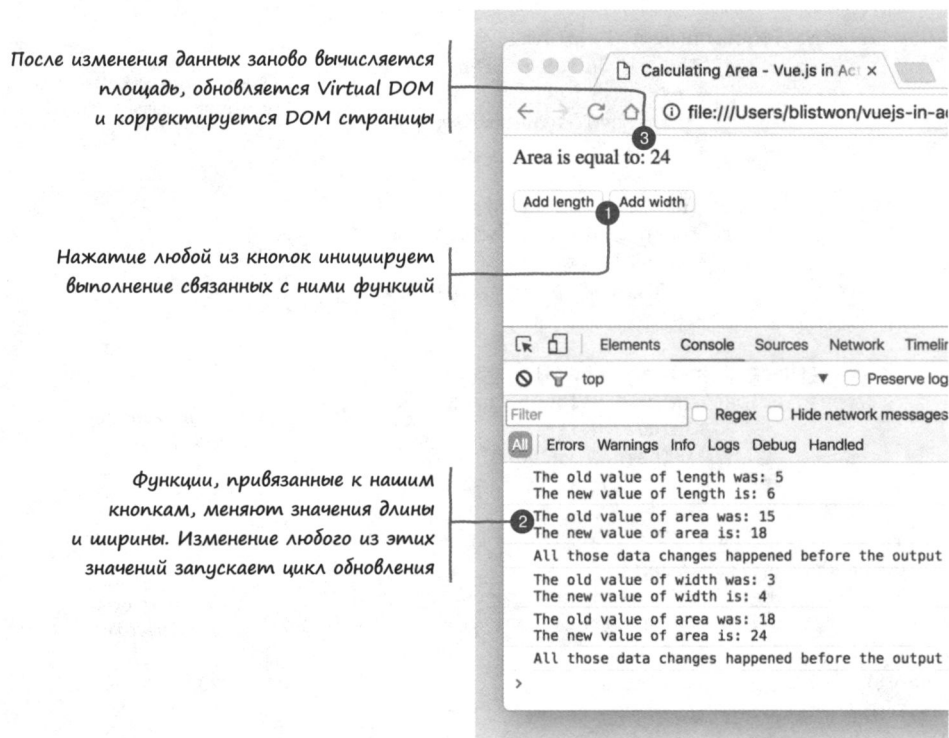 После изменения данных заново вычисляется
площадь, обновляется Virtual DOM
и корректируется DOM страницы
Calculating Area - Vue.js in Act ×
file:///Users/blistwon/vuejs-in-a
3
Area is equal to: 24
Add length
Add width
1
Нажатие любой из кнопок инициирует
выполнение связанных с ними функций
Elements Console Sources Network Timelin
top
Preserve log
Filter
Regex
Hide network messages
All Errors Warnings Info Logs Debug Handled
Функции, привязанные к нашим
кнопкам, меняют значения длины
и ширины. Изменение любого из этих
значений запускает цикл обновления
2
The old value of length was: 5
The new value of length is: 6
The old value of area was: 15
The new value of area is: 18
All those data changes happened before the output
The old value of width was: 3
The new value of width is: 4
The old value of area was: 18
The new value of area is: 24
All those data changes happened before the output
>